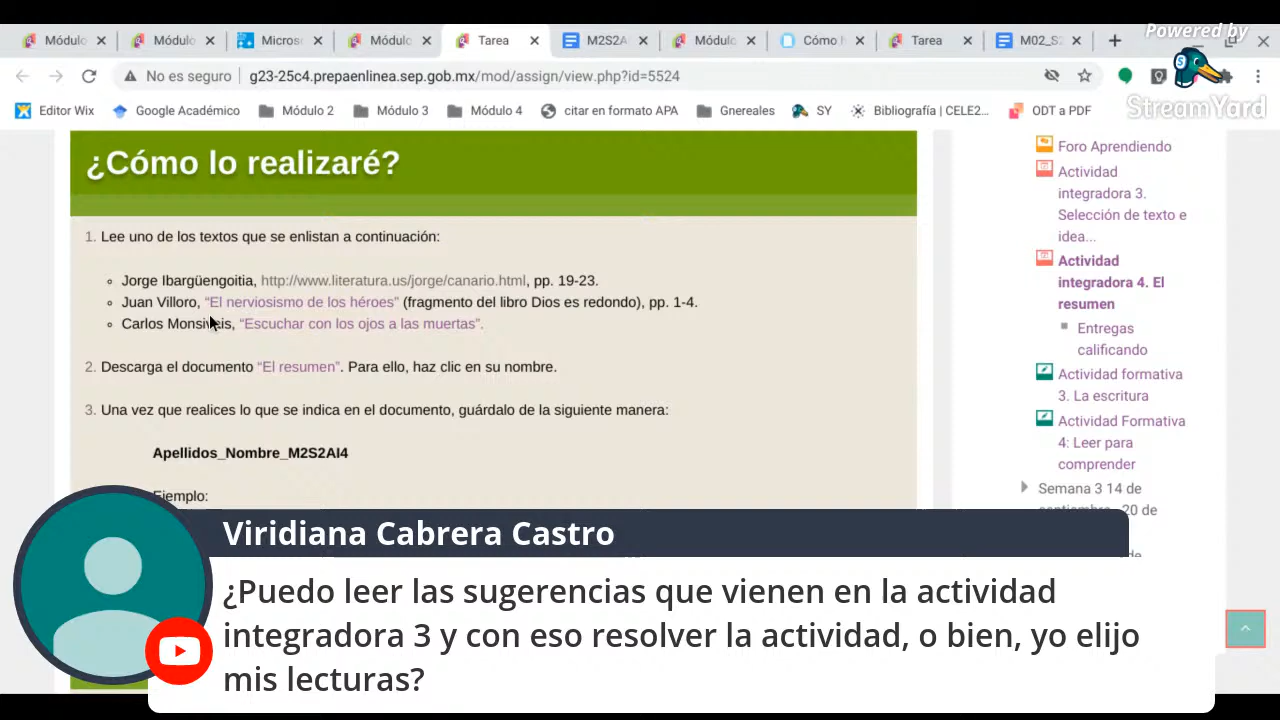 Powered by
StreamYard
Módulo
Módulo
Micros
Módulo
Tarea
M2S2A
Módulo
Cómo
Tarea
M02_S
No es seguro
g23-25c4.prepaenlinea.sep.gob.mx/mod/assign/view.php?id=5524
Editor Wix
Google Académico
Módulo 2
Módulo 3
Módulo 4
citar en formato APA
Gnereales
SY
Bibliografía | CELE2...
ODT a PDF
¿Cómo lo realizaré?
1. Lee uno de los textos que se enlistan a continuación:
Jorge Ibargüengoitia, http://www.literatura.us/jorge/canario.html, pp. 19-23.
Juan Villoro, “El nerviosismo de los héroes” (fragmento del libro Dios es redondo), pp. 1-4.
Carlos Monsiváis, “Escuchar con los ojos a las muertas”.
2. Descarga el documento “El resumen”. Para ello, haz clic en su nombre.
3. Una vez que realices lo que se indica en el documento, guárdalo de la siguiente manera:
Apellidos_Nombre_M2S2AI4
Ejemplo:
Foro Aprendiendo
Actividad
integradora 3.
Selección de texto e
idea...
Actividad
integradora 4. El
resumen
Entregas
calificando
Actividad formativa
3. La escritura
Actividad Formativa
4: Leer para
comprender
Semana 3 14 de
septiembre - 20 de
de
Viridiana Cabrera Castro
¿Puedo leer las sugerencias que vienen en la actividad
integradora 3 y con eso resolver la actividad, o bien, yo elijo
mis lecturas?